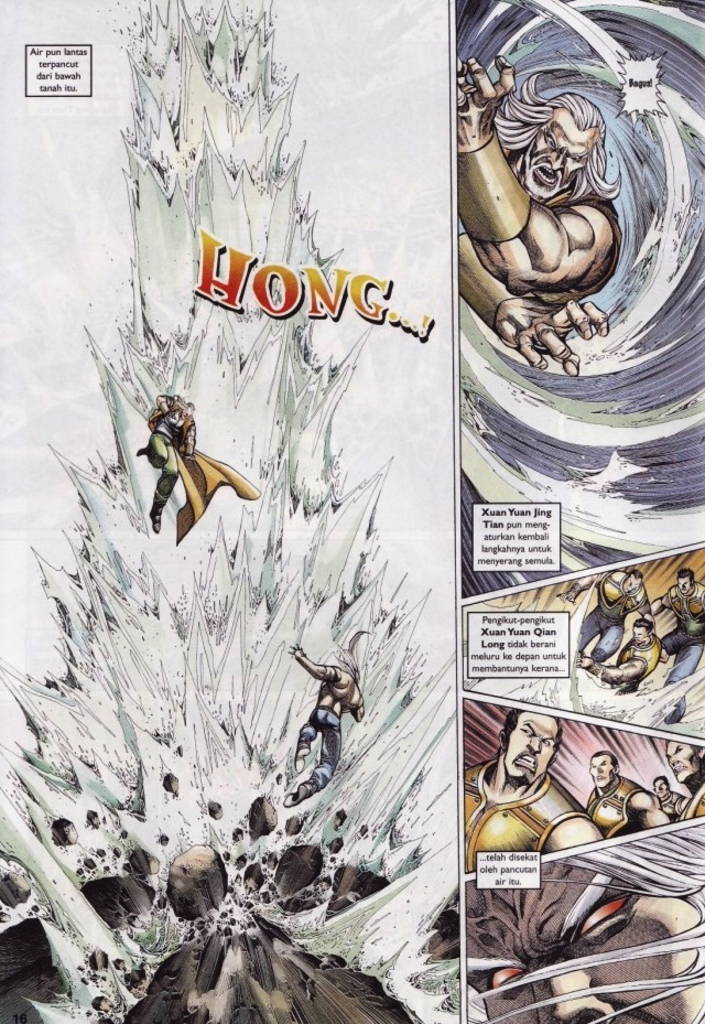 Air pun lantas
terpancut
dari bawah
tanah itu.
HONG...!
Bagus!
Xuan Yuan Jing
Tian pun meng-
aturkan kembali
langkahnya untuk
menyerang semula.
Pengikut-pengikut
Xuan Yuan Qian
Long tidak berani
meluru ke depan untuk
membantunya kerana...
...telah disekat
oleh pancutan
air itu.
16